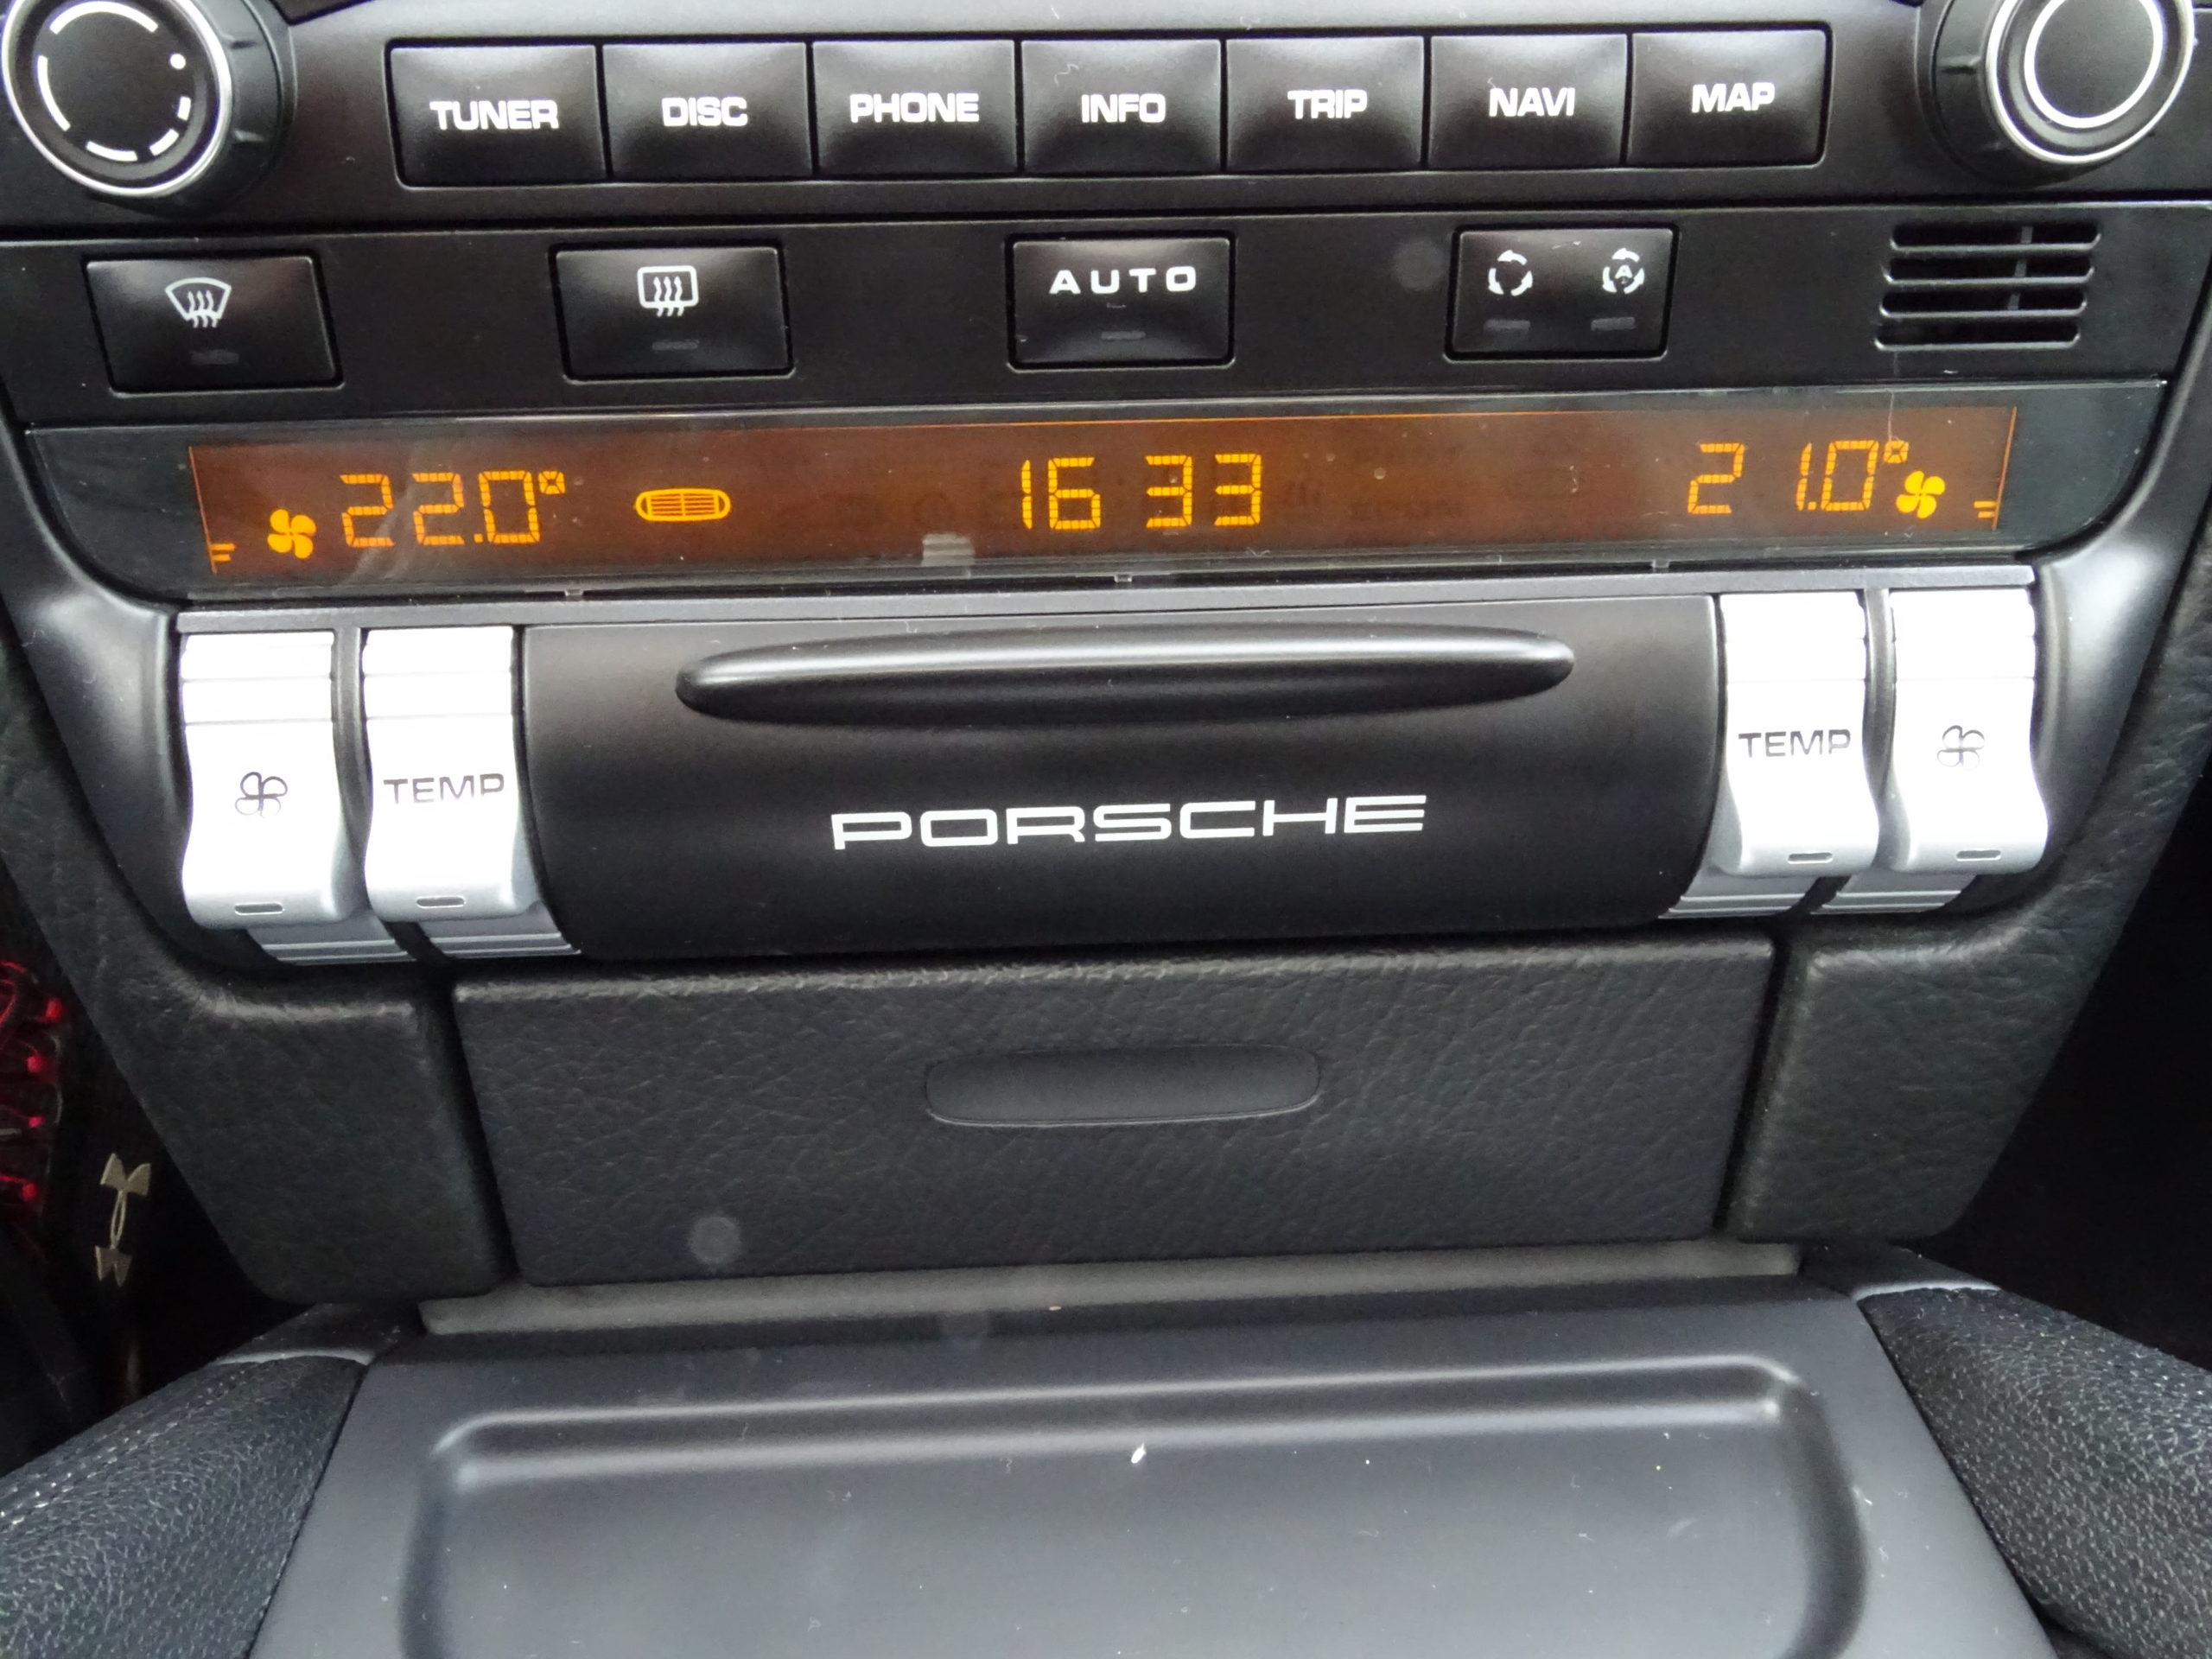 TUNER DISC PHONE INFO TRIP NAVI MAP
AUTO A
22.0° 16 33 21.0°
TEMP TEMP
PORSCHE